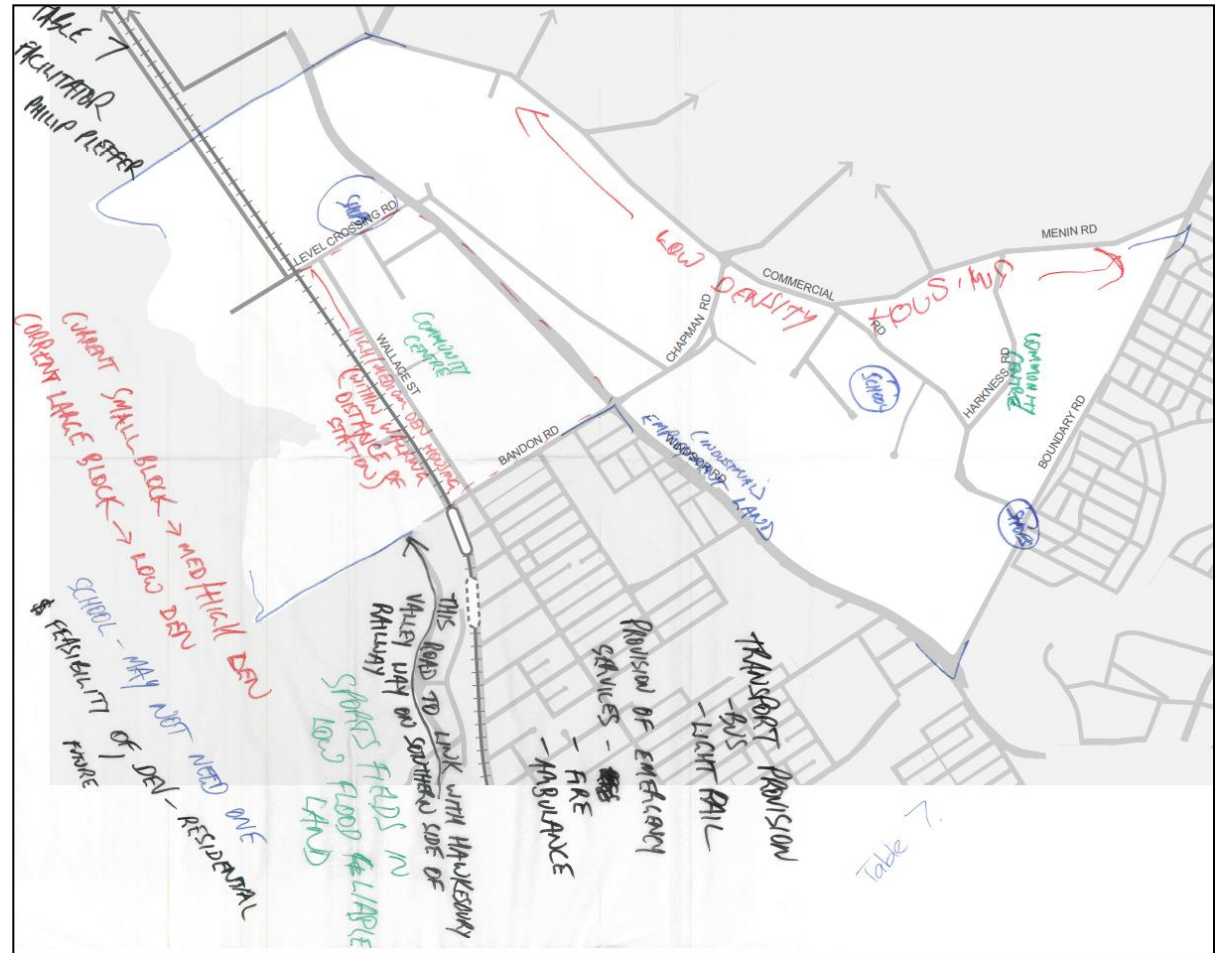 TABLE 7
FACILITATOR
PHILIP PLEFFER
SHOPS
LEVEL CROSSING RD
WALLACE ST
COMMUNITY
CENTRE
HIGH/MEDIUM DEN HOUSING
(WITHIN WALKING
DISTANCE OF
STATION)
BANDON RD
LOW DENSITY HOUSING
CHAPMAN RD
COMMERCIAL
RD
MENIN RD
SCHOOL
HARKNESS RD
COMMUNITY
CENTRE
BOUNDARY RD
SHOPS
WINDSOR RD
(INDUSTRIAL)
EMPLOYMENT LAND
CURRENT SMALL BLOCK → MED/HIGH DEN
CURRENT LARGE BLOCK → LOW DEN
SCHOOL - MAY NOT NEED ONE
$ FEASIBILITY OF DEV - RESIDENTIAL
FUTURE
THIS ROAD TO LINK WITH HAWKESBURY
VALLEY WAY ON SOUTHERN SIDE OF
RAILWAY
SPORTS FIELDS IN
LOW FLOOD RELIABLE
LAND
PROVISION OF EMERGENCY
SERVICES -
- FIRE
- AMBULANCE
TRANSPORT PROVISION
- BUS
- LIGHT RAIL
Table 7.